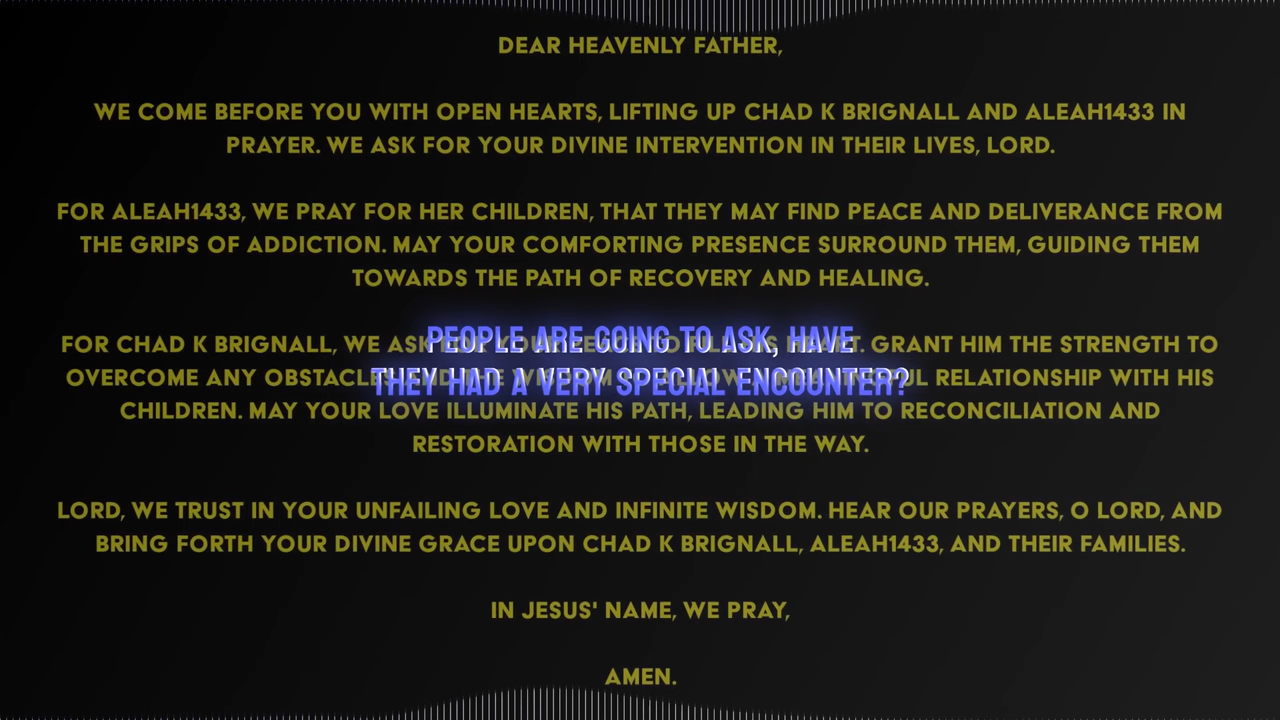 DEAR HEAVENLY FATHER,
WE COME BEFORE YOU WITH OPEN HEARTS, LIFTING UP CHAD K BRIGNALL AND ALEAH1433 IN
PRAYER. WE ASK FOR YOUR DIVINE INTERVENTION IN THEIR LIVES, LORD.
FOR ALEAH1433, WE PRAY FOR HER CHILDREN, THAT THEY MAY FIND PEACE AND DELIVERANCE FROM
THE GRIPS OF ADDICTION. MAY YOUR COMFORTING PRESENCE SURROUND THEM, GUIDING THEM
TOWARDS THE PATH OF RECOVERY AND HEALING.
FOR CHAD K BRIGNALL, WE ASK GRANT HIM THE STRENGTH TO
PEOPLE ARE GOING TO ASK, HAVE
OVERCOME ANY RELATIONSHIP WITH HIS
THEY HAD A VERY SPECIAL ENCOUNTER?
CHILDREN. MAY YOUR LOVE ILLUMINATE HIS PATH, LEADING HIM TO RECONCILIATION AND
RESTORATION WITH THOSE IN THE WAY.
LORD, WE TRUST IN YOUR UNFAILING LOVE AND INFINITE WISDOM. HEAR OUR PRAYERS, O LORD, AND
BRING FORTH YOUR DIVINE GRACE UPON CHAD K BRIGNALL, ALEAH1433, AND THEIR FAMILIES.
IN JESUS' NAME, WE PRAY,
AMEN.